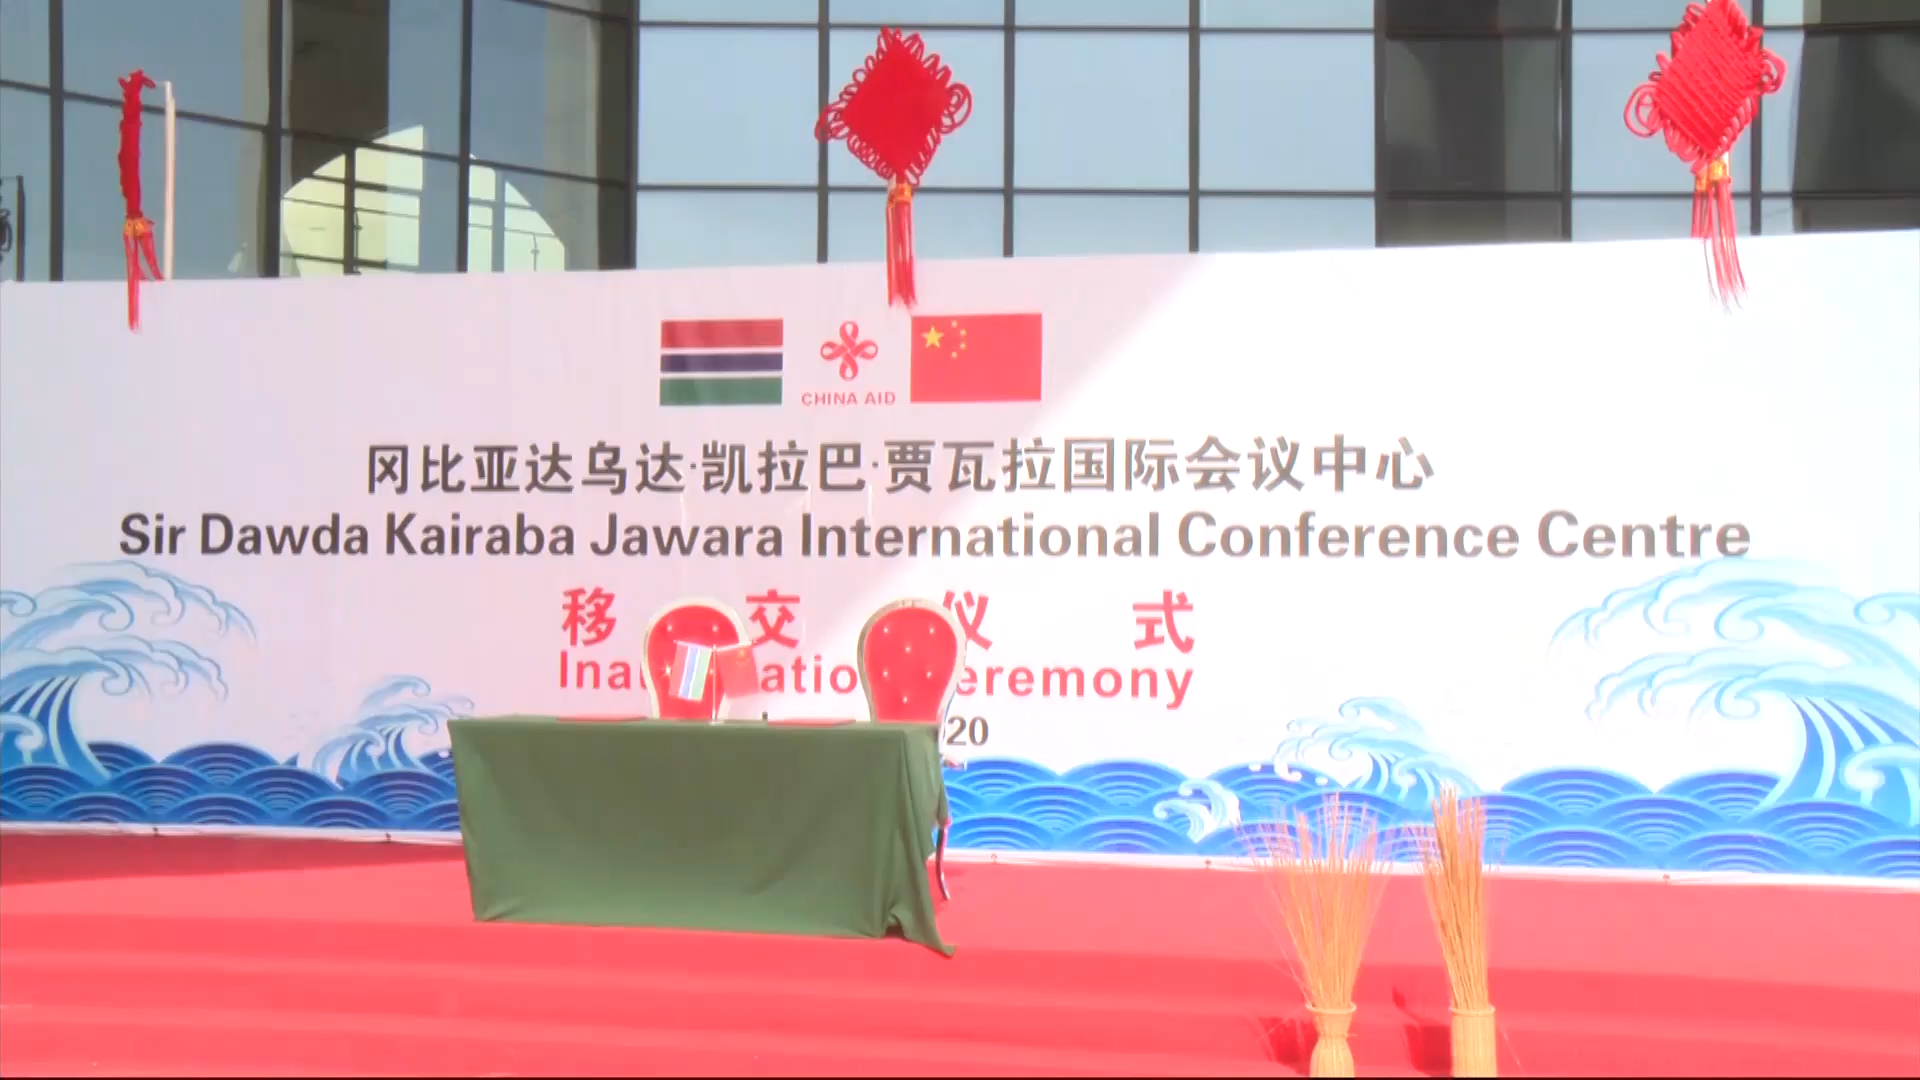 CHINA AID
冈比亚达乌达·凯拉巴·贾瓦拉国际会议中心
Sir Dawda Kairaba Jawara International Conference Centre
移交仪式
Ceremony